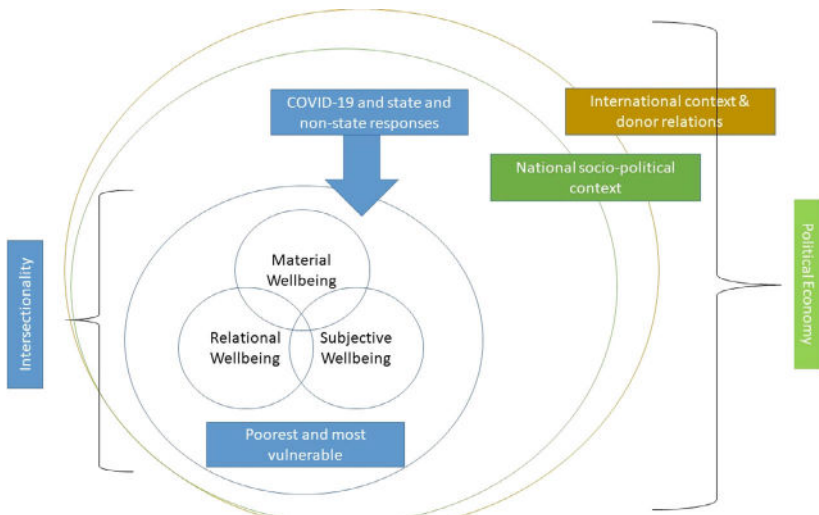 COVID-19 and state and
non-state responses
International context &
donor relations
National socio-political
context
Intersectionality
Material
Wellbeing
Relational
Wellbeing
Subjective
Wellbeing
Poorest and most
vulnerable
Political Economy